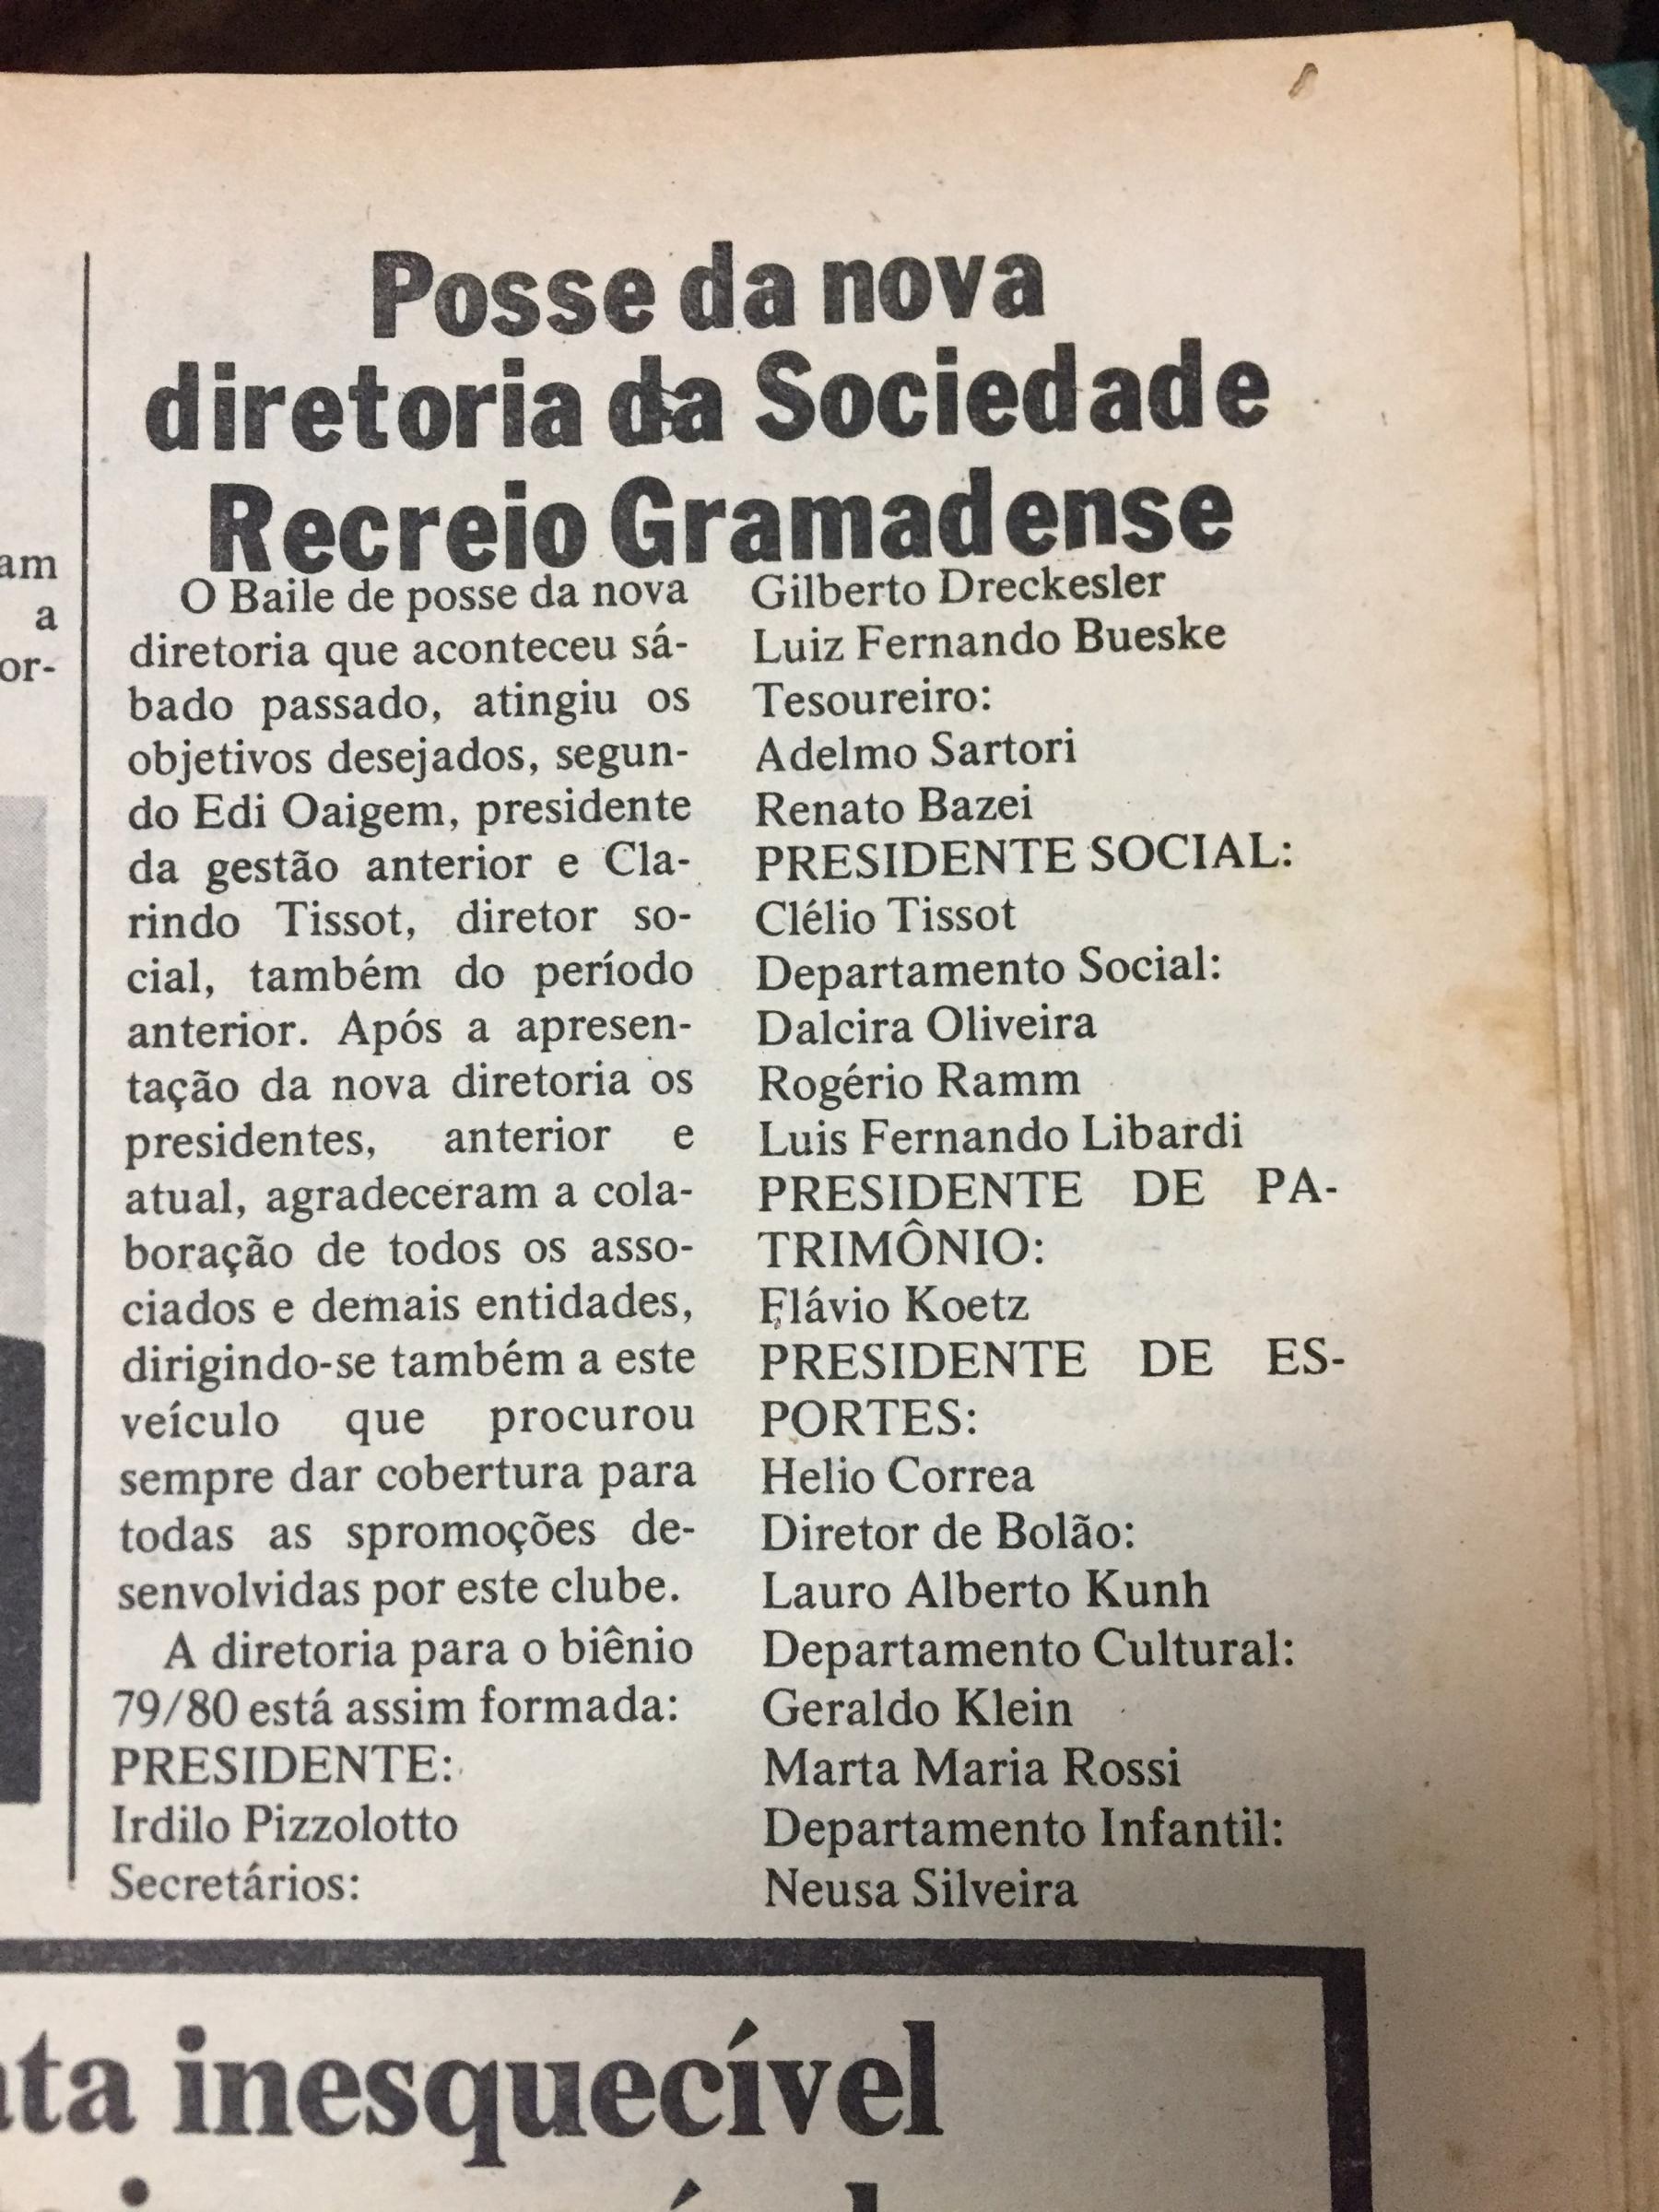 am
a
or-
Posse da nova
diretoria da Sociedade
Recreio Gramadense
O Baile de posse da nova
diretoria que aconteceu sá-
bado passado, atingiu os
objetivos desejados, segun-
do Edi Oaigem, presidente
da gestão anterior e Cla-
rindo Tissot, diretor so-
cial, também do período
anterior. Após a apresen-
tação da nova diretoria os
presidentes, anterior e
atual, agradeceram a cola-
boração de todos os asso-
ciados e demais entidades,
dirigindo-se também a este
veículo que procurou
sempre dar cobertura para
todas as spromoções de-
senvolvidas por este clube.
A diretoria para o biênio
79/80 está assim formada:
PRESIDENTE:
Irdilo Pizzolotto
Secretários:
Gilberto Dreckesler
Luiz Fernando Bueske
Tesoureiro:
Adelmo Sartori
Renato Bazei
PRESIDENTE SOCIAL:
Clélio Tissot
Departamento Social:
Dalcira Oliveira
Rogério Ramm
Luis Fernando Libardi
PRESIDENTE DE PA-
TRIMÔNIO:
Flávio Koetz
PRESIDENTE DE ES-
PORTES:
Helio Correa
Diretor de Bolão:
Lauro Alberto Kunh
Departamento Cultural:
Geraldo Klein
Marta Maria Rossi
Departamento Infantil:
Neusa Silveira
ata inesquecível